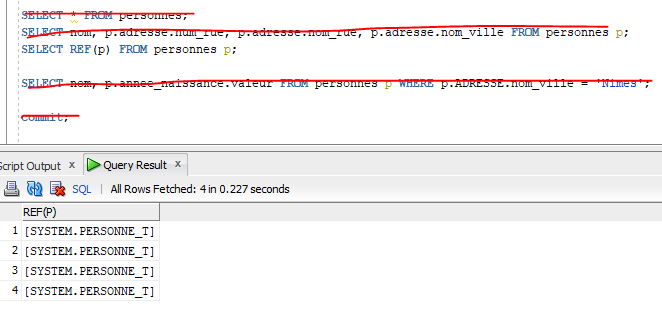 SELECT * FROM personnes;
SELECT nom, p.adresse.num_rue, p.adresse.nom_rue, p.adresse.nom_ville FROM personnes p;
SELECT REF(p) FROM personnes p;
SELECT nom, p.annee_naissance.valeur FROM personnes p WHERE p.ADRESSE.nom_ville = 'Nimes';
commit;
Script Output x Query Result x
SQL | All Rows Fetched: 4 in 0.227 seconds
REF(P)
1 [SYSTEM.PERSONNE_T]
2 [SYSTEM.PERSONNE_T]
3 [SYSTEM.PERSONNE_T]
4 [SYSTEM.PERSONNE_T]